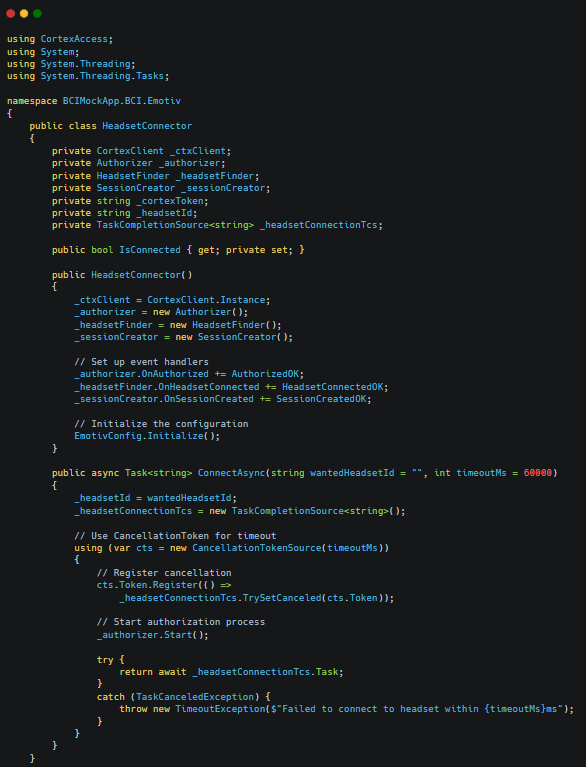 using CortexAccess;
using System;
using System.Threading;
using System.Threading.Tasks;

namespace BCIMockApp.BCI.Emotiv
{
    public class HeadsetConnector
    {
        private CortexClient _ctxClient;
        private Authorizer _authorizer;
        private HeadsetFinder _headsetFinder;
        private SessionCreator _sessionCreator;
        private string _cortexToken;
        private string _headsetId;
        private TaskCompletionSource<string> _headsetConnectionTcs;

        public bool IsConnected { get; private set; }

        public HeadsetConnector()
        {
            _ctxClient = CortexClient.Instance;
            _authorizer = new Authorizer();
            _headsetFinder = new HeadsetFinder();
            _sessionCreator = new SessionCreator();

            // Set up event handlers
            _authorizer.OnAuthorized += AuthorizedOK;
            _headsetFinder.OnHeadsetConnected += HeadsetConnectedOK;
            _sessionCreator.OnSessionCreated += SessionCreatedOK;

            // Initialize the configuration
            EmotivConfig.Initialize();
        }

        public async Task<string> ConnectAsync(string wantedHeadsetId = "", int timeoutMs = 60000)
        {
            _headsetId = wantedHeadsetId;
            _headsetConnectionTcs = new TaskCompletionSource<string>();

            // Use CancellationToken for timeout
            using (var cts = new CancellationTokenSource(timeoutMs))
            {
                // Register cancellation
                cts.Token.Register(() =>
                    _headsetConnectionTcs.TrySetCanceled(cts.Token));

                // Start authorization process
                _authorizer.Start();

                try {
                    return await _headsetConnectionTcs.Task;
                }
                catch (TaskCanceledException) {
                    throw new TimeoutException($"Failed to connect to headset within {timeoutMs}ms");
                }
            }
        }
    }